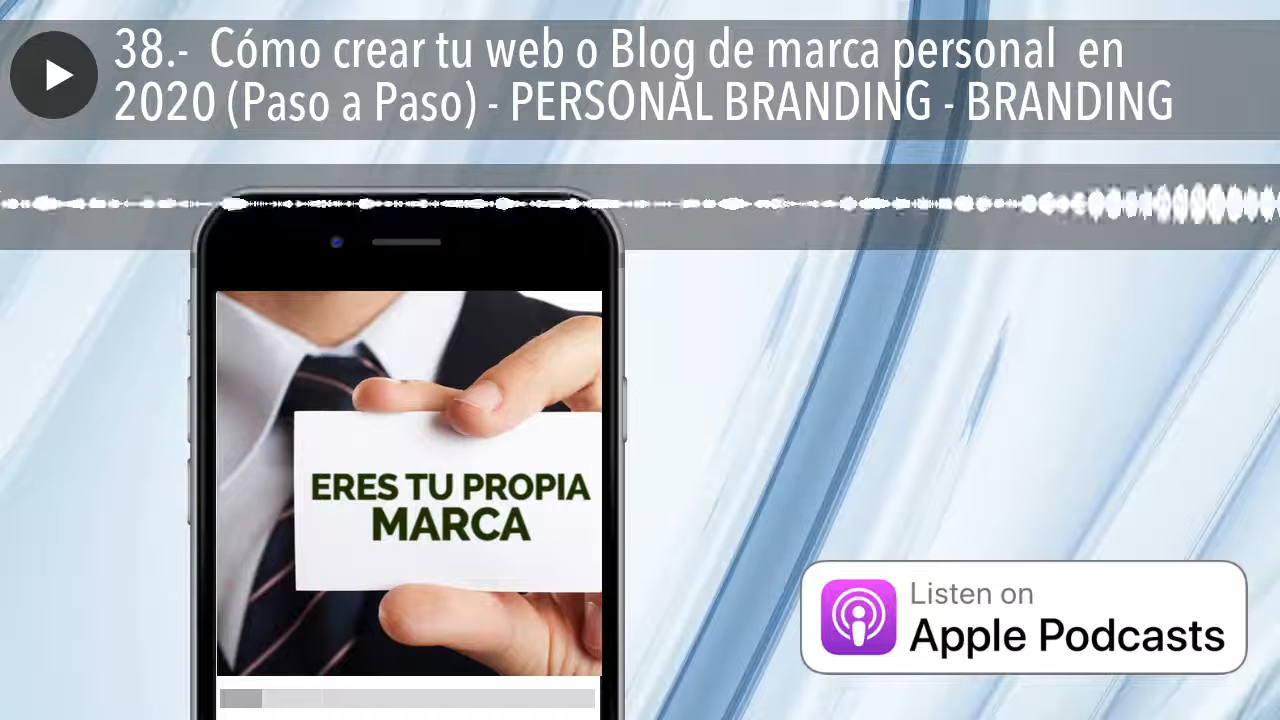 38.- Cómo crear tu web o Blog de marca personal en
2020 (Paso a Paso) - PERSONAL BRANDING - BRANDING
ERES TU PROPIA
MARCA
Listen on
Apple Podcasts